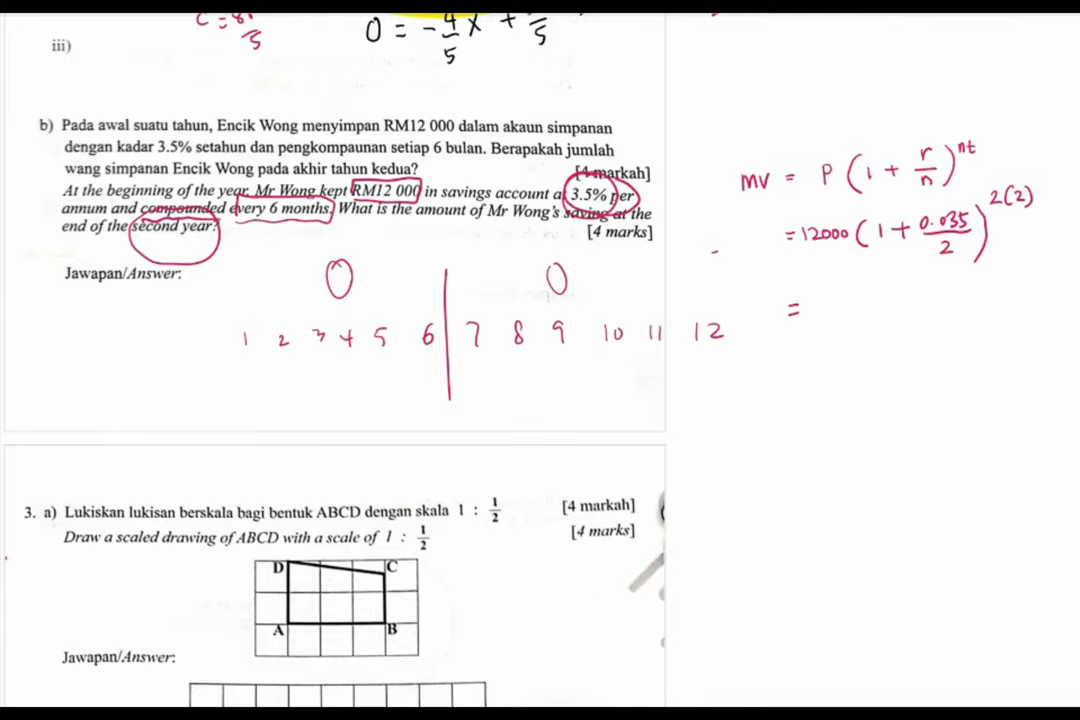 iii)
0 = - 4/5 x +
b) Pada awal suatu tahun, Encik Wong menyimpan RM12 000 dalam akaun simpanan
dengan kadar 3.5% setahun dan pengkompaunan setiap 6 bulan. Berapakah jumlah
wang simpanan Encik Wong pada akhir tahun kedua?
[4 markah]
At the beginning of the year, Mr Wong kept RM12 000 in savings account at 3.5% per
annum and compounded every 6 months. What is the amount of Mr Wong's saving at the
end of the second year?
[4 marks]
Jawapan/Answer:
1 2 3 4 5 6 7 8 9 10 11 12
MV = P (1 + r/n)^nt
= 12000 (1 + 0.035/2)^2(2)
=
3. a) Lukiskan lukisan berskala bagi bentuk ABCD dengan skala 1 : 1/2
[4 markah]
Draw a scaled drawing of ABCD with a scale of 1 : 1/2
[4 marks]
D C
A B
Jawapan/Answer: